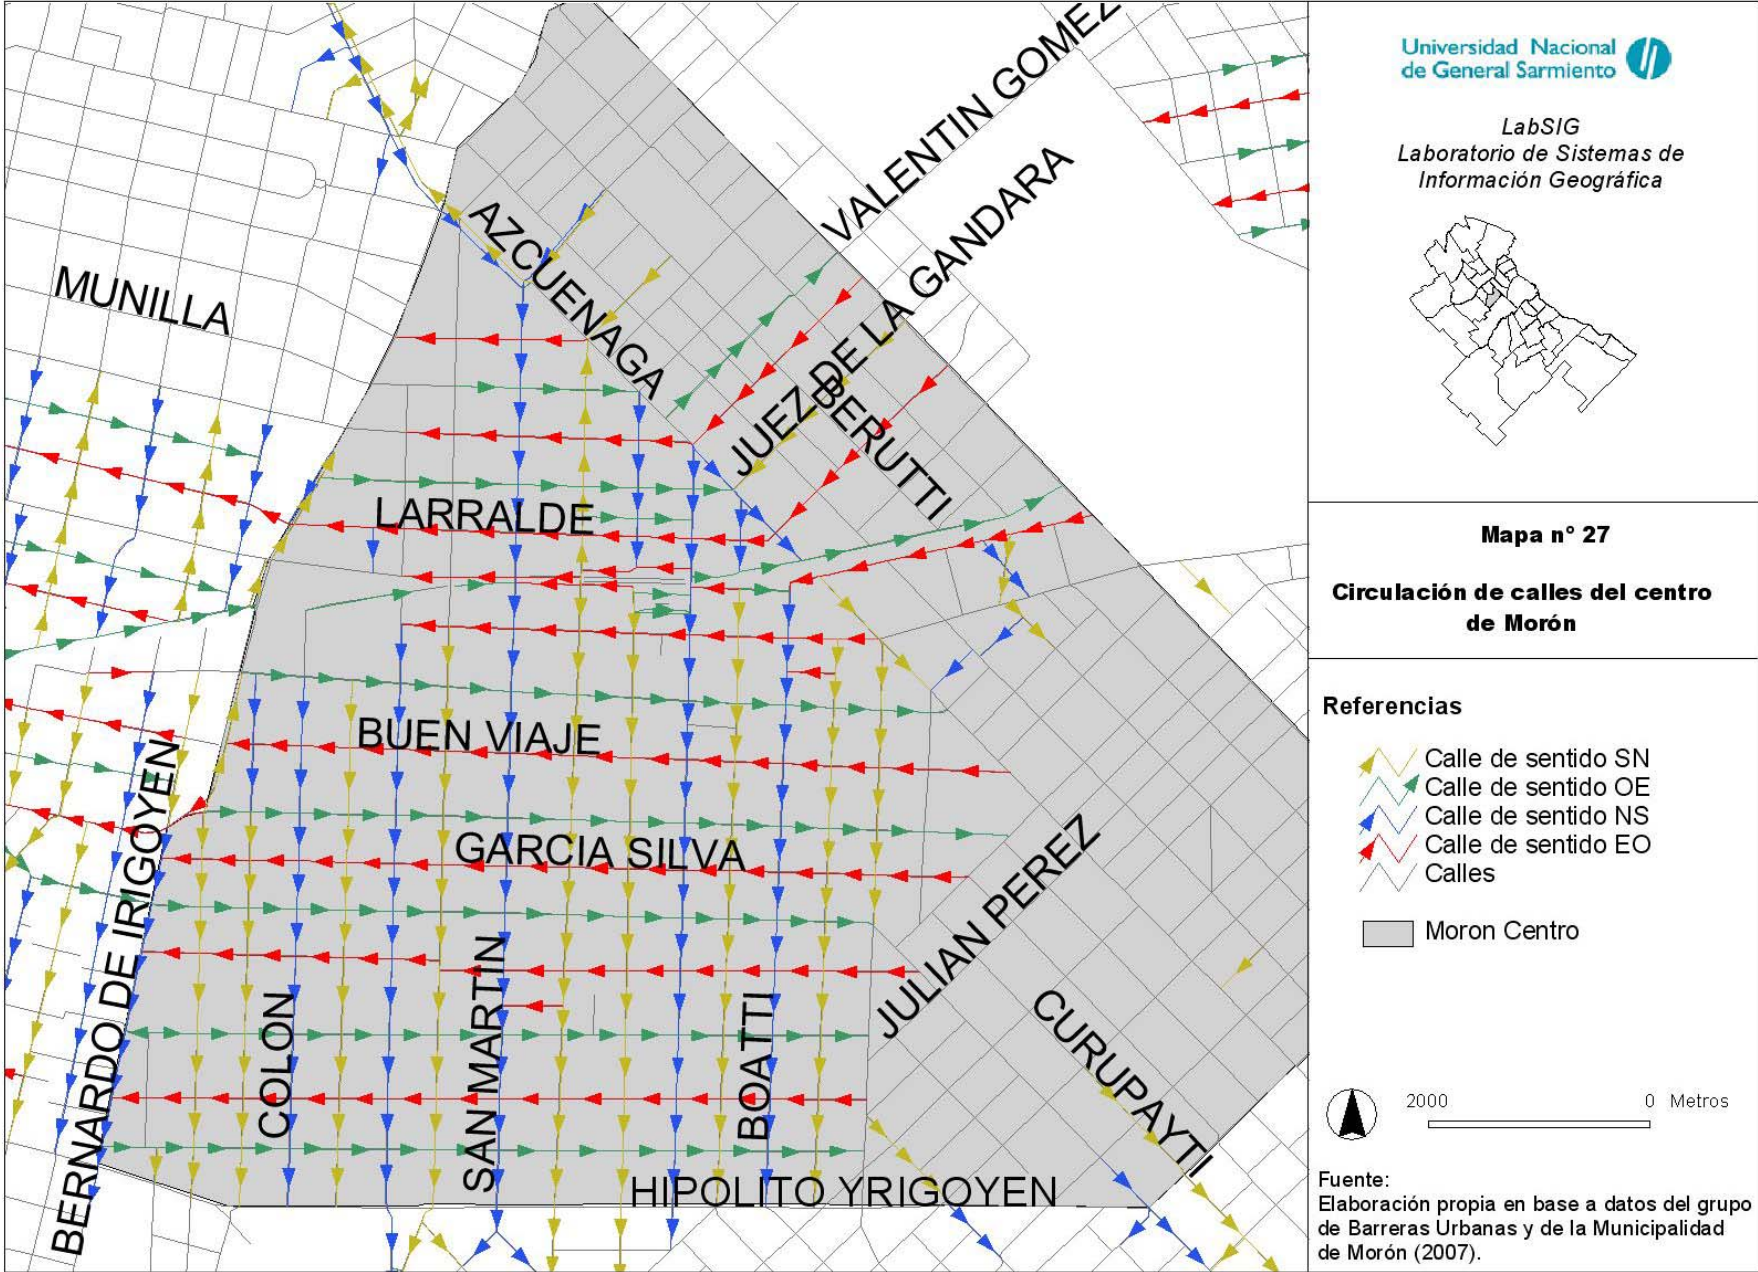 VALENTIN GOMEZ
JUEZ DE LA GANDARA
AZCUENAGA
MUNILLA
BERUTTI
LARRALDE
BUEN VIAJE
GARCIA SILVA
BERNARDO DE IRIGOYEN
COLON
SAN MARTIN
BOATTI
JULIAN PEREZ
CURUPAYTI
HIPOLITO YRIGOYEN
Universidad Nacional
de General Sarmiento
LabSIG
Laboratorio de Sistemas de
Información Geográfica
Mapa n° 27
Circulación de calles del centro
de Morón
Referencias
Calle de sentido SN
Calle de sentido OE
Calle de sentido NS
Calle de sentido EO
Calles
Moron Centro
2000 0 Metros
Fuente:
Elaboración propia en base a datos del grupo
de Barreras Urbanas y de la Municipalidad
de Morón (2007).